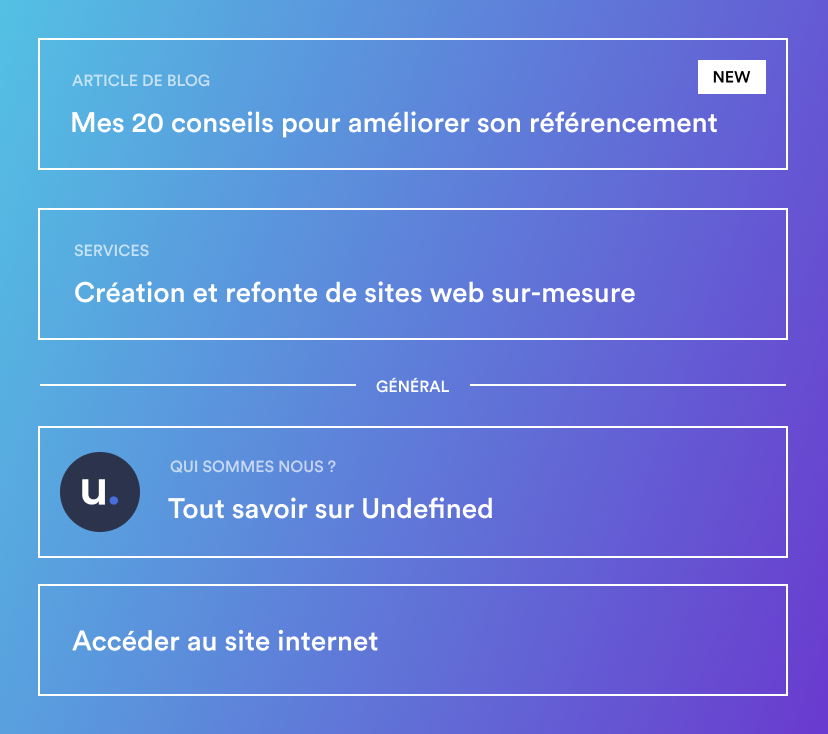 ARTICLE DE BLOG
NEW
Mes 20 conseils pour améliorer son référencement
SERVICES
Création et refonte de sites web sur-mesure
GÉNÉRAL
u.
QUI SOMMES NOUS ?
Tout savoir sur Undefined
Accéder au site internet